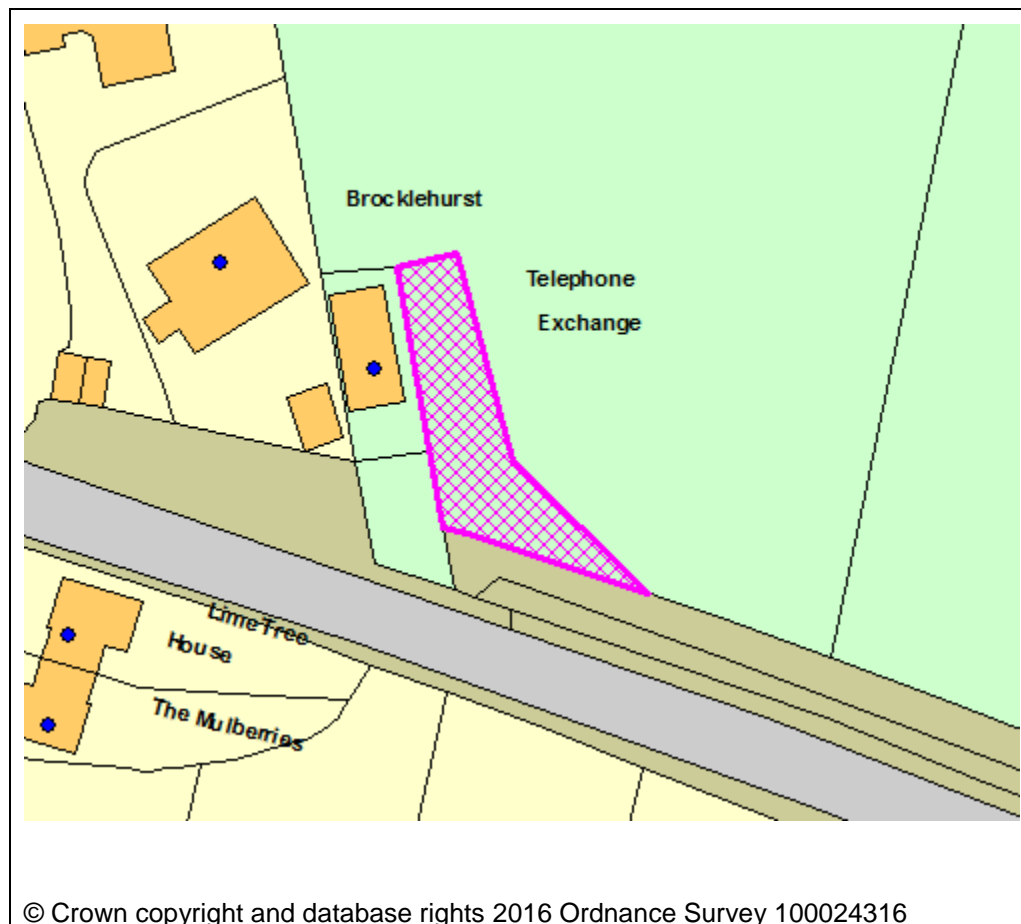 Brocklehurst
Telephone
Exchange
Lime Tree
House
The Mulberries
© Crown copyright and database rights 2016 Ordnance Survey 100024316